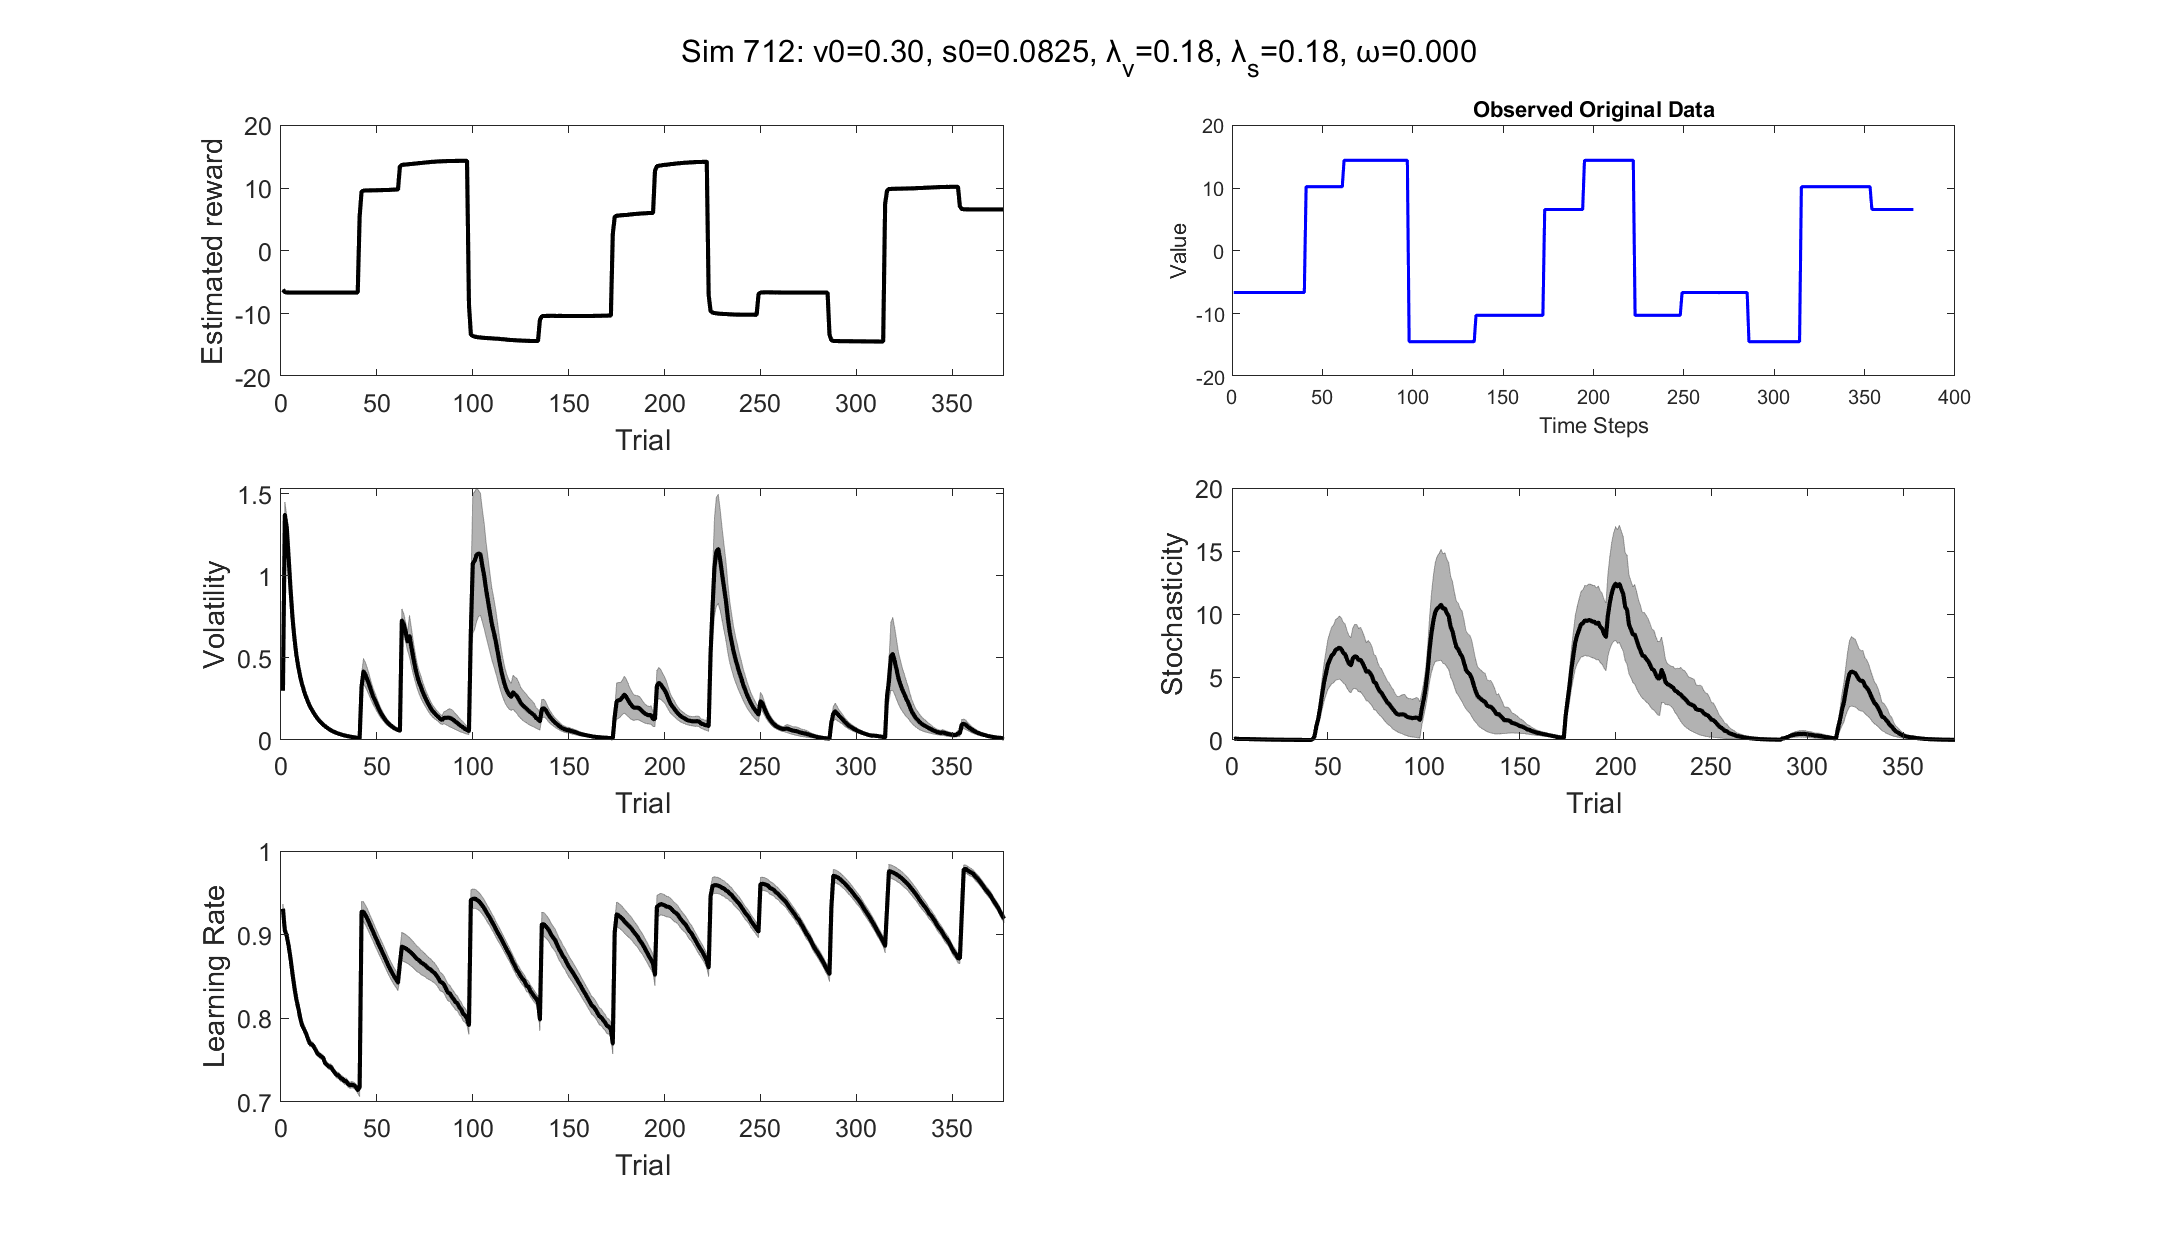 Sim 712: v0=0.30, s0=0.0825, λv=0.18, λs=0.18, ω=0.000
Estimated reward
20
10
0
-10
-20
0 50 100 150 200 250 300 350
Trial
Observed Original Data
Value
20
10
0
-10
-20
0 50 100 150 200 250 300 350 400
Time Steps
Volatility
1.5
1
0.5
0
0 50 100 150 200 250 300 350
Trial
Stochasticity
20
15
10
5
0
0 50 100 150 200 250 300 350
Trial
Learning Rate
1
0.9
0.8
0.7
0 50 100 150 200 250 300 350
Trial